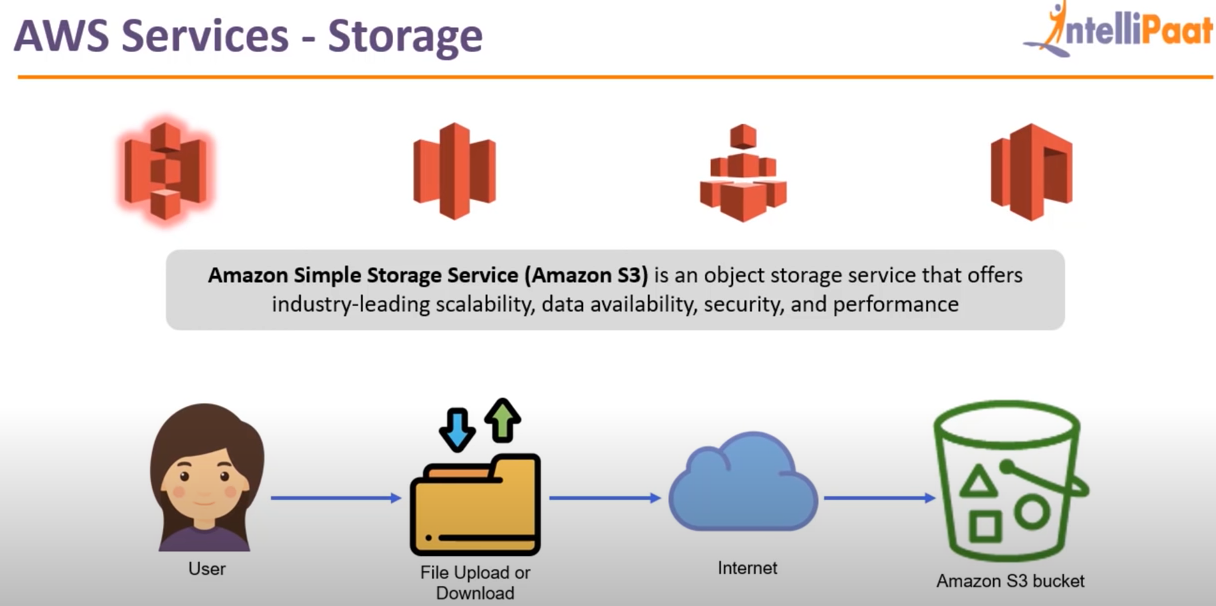 AWS Services - Storage
IntelliPaat
Amazon Simple Storage Service (Amazon S3) is an object storage service that offers
industry-leading scalability, data availability, security, and performance
User
File Upload or
Download
Internet
Amazon S3 bucket